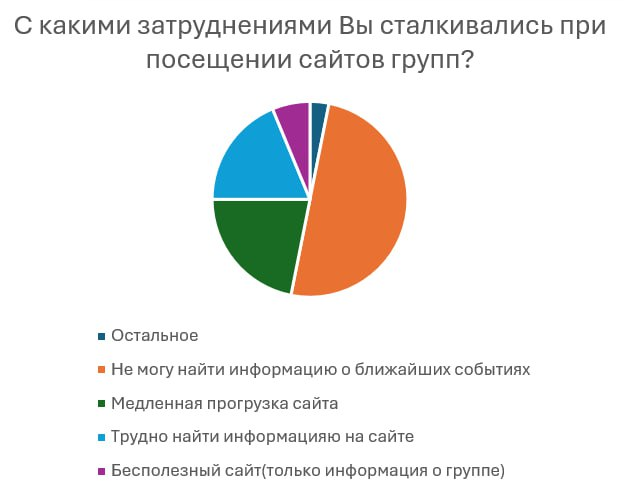 С какими затруднениями Вы сталкивались при
посещении сайтов групп?
Остальное
Не могу найти информацию о ближайших событиях
Медленная прогрузка сайта
Трудно найти информацияю на сайте
Бесполезный сайт(только информация о группе)